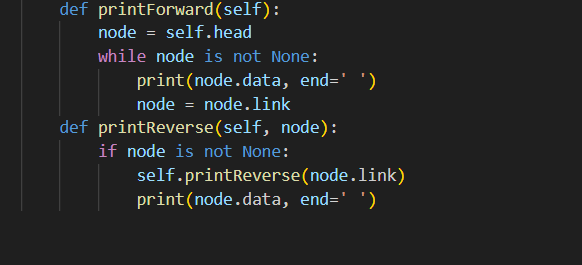 def printForward(self):
    node = self.head
    while node is not None:
        print(node.data, end=' ')
        node = node.link
def printReverse(self, node):
    if node is not None:
        self.printReverse(node.link)
        print(node.data, end=' ')